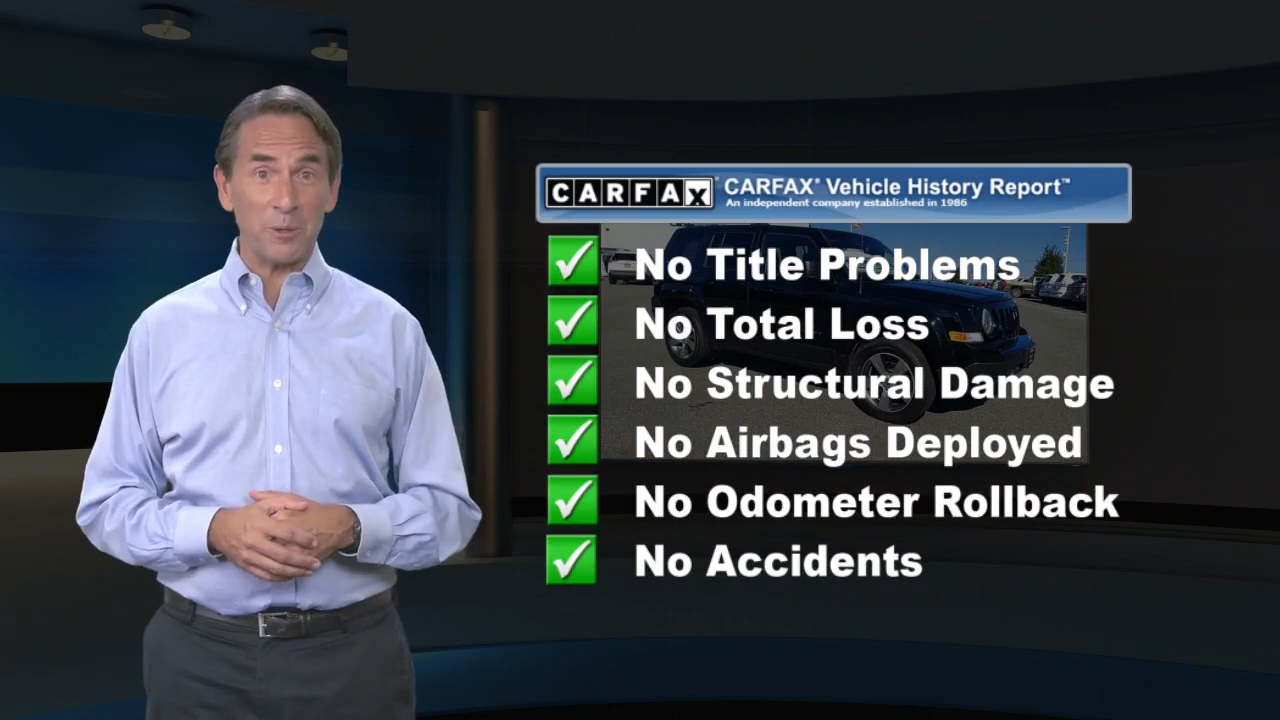 CARFAX® CARFAX® Vehicle History Report™
An independent company established in 1986
No Title Problems
No Total Loss
No Structural Damage
No Airbags Deployed
No Odometer Rollback
No Accidents